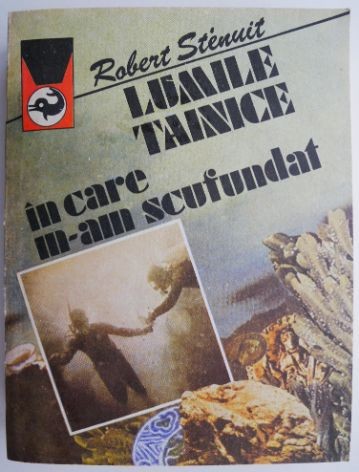 Robert Sténuit
LUMILE
TAINICE
în care
m-am scufundat